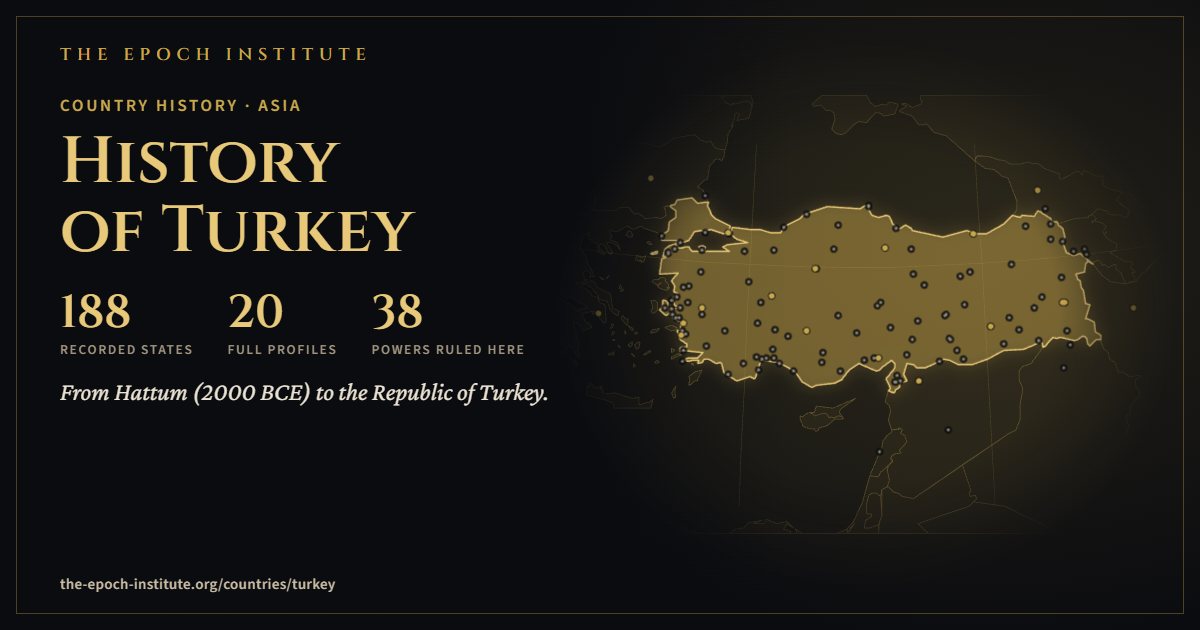 THE EPOCH INSTITUTE
COUNTRY HISTORY · ASIA
HISTORY
OF TURKEY
188 20 38
RECORDED STATES FULL PROFILES POWERS RULED HERE
From Hattum (2000 BCE) to the Republic of Turkey.
the-epoch-institute.org/countries/turkey